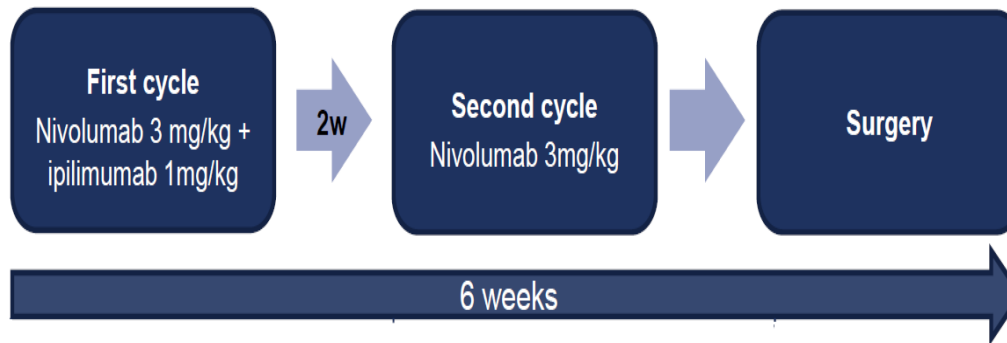 First cycle
Nivolumab 3 mg/kg +
ipilimumab 1mg/kg
2w
Second cycle
Nivolumab 3mg/kg
Surgery
6 weeks